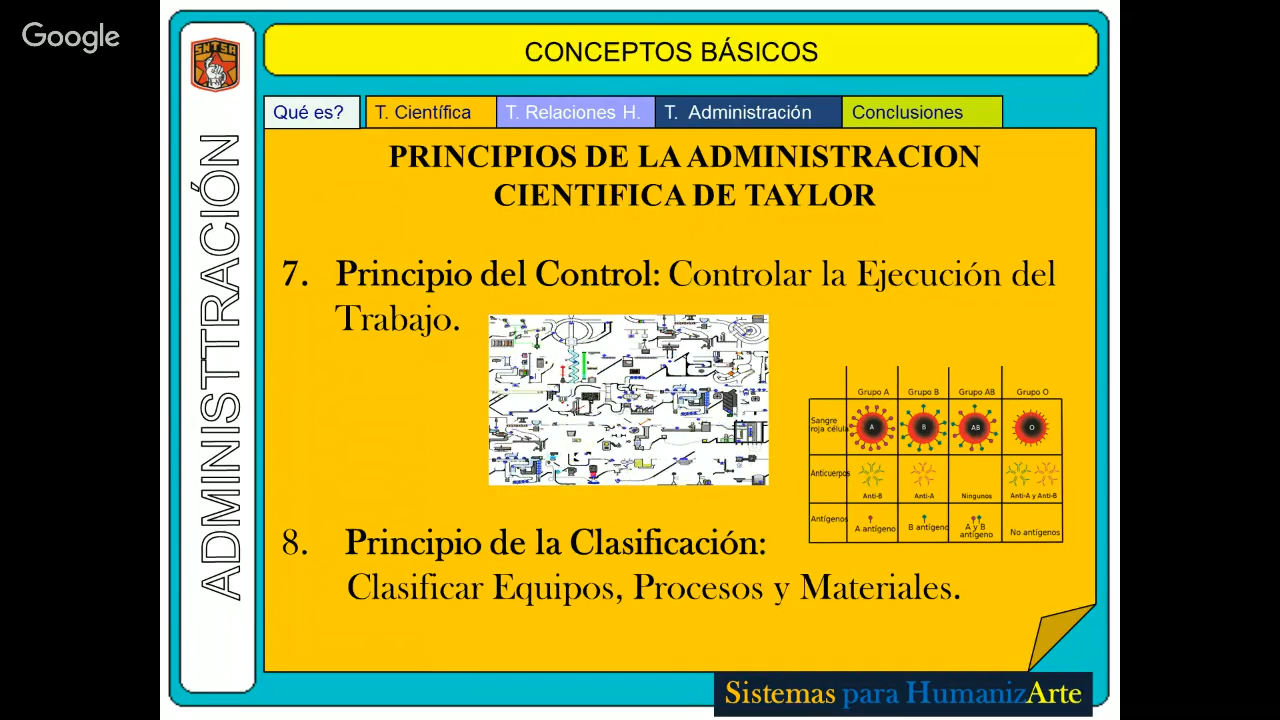 Google
SNTSA
CONCEPTOS BÁSICOS
Qué es? T. Científica T. Relaciones H. T. Administración Conclusiones
ADMINISTTRACIÓN
PRINCIPIOS DE LA ADMINISTRACION
CIENTIFICA DE TAYLOR
7. Principio del Control: Controlar la Ejecución del
Trabajo.
Grupo A Grupo B Grupo AB Grupo O
Sangre
roja célula
A B AB O
Anticuerpos
Anti-B Anti-A Ningunos Anti-A y Anti-B
Antígenos
A antígeno B antígeno A y B
antígeno No antígenos
8. Principio de la Clasificación:
Clasificar Equipos, Procesos y Materiales.
Sistemas para HumanizArte